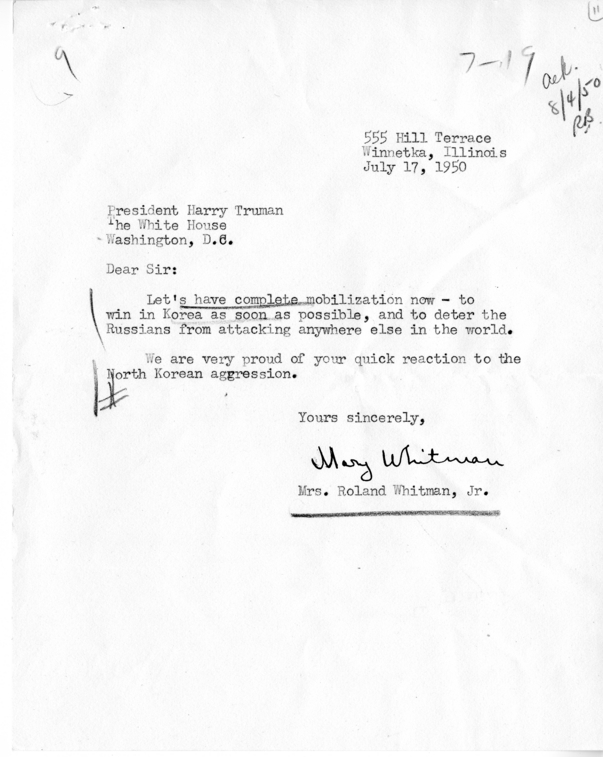 11
9
7-19
ack.
8/4/50
RB
555 Hill Terrace
Winnetka, Illinois
July 17, 1950
President Harry Truman
The White House
Washington, D.C.
Dear Sir:
Let's have complete mobilization now - to
win in Korea as soon as possible, and to deter the
Russians from attacking anywhere else in the world.
We are very proud of your quick reaction to the
North Korean aggression.
Yours sincerely,
Mary Whitman
Mrs. Roland Whitman, Jr.